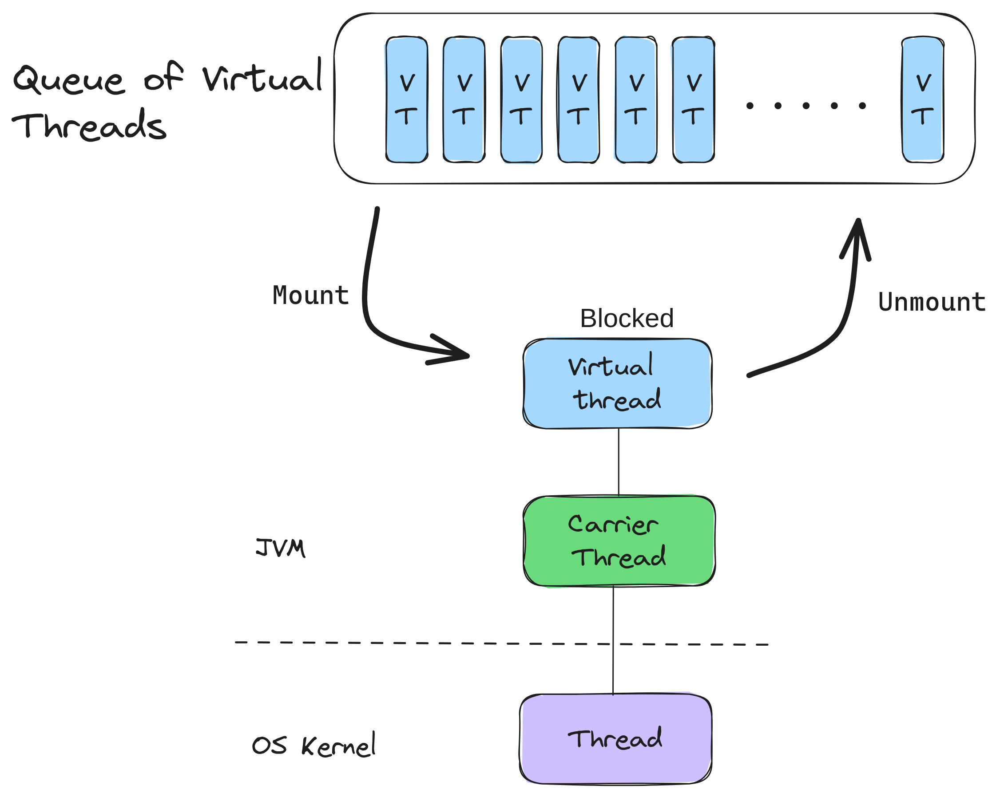 Queue of Virtual
Threads
V
T
V
T
V
T
V
T
V
T
V
T
V
T
Mount
Unmount
Blocked
Virtual
thread
Carrier
Thread
JVM
OS Kernel
Thread